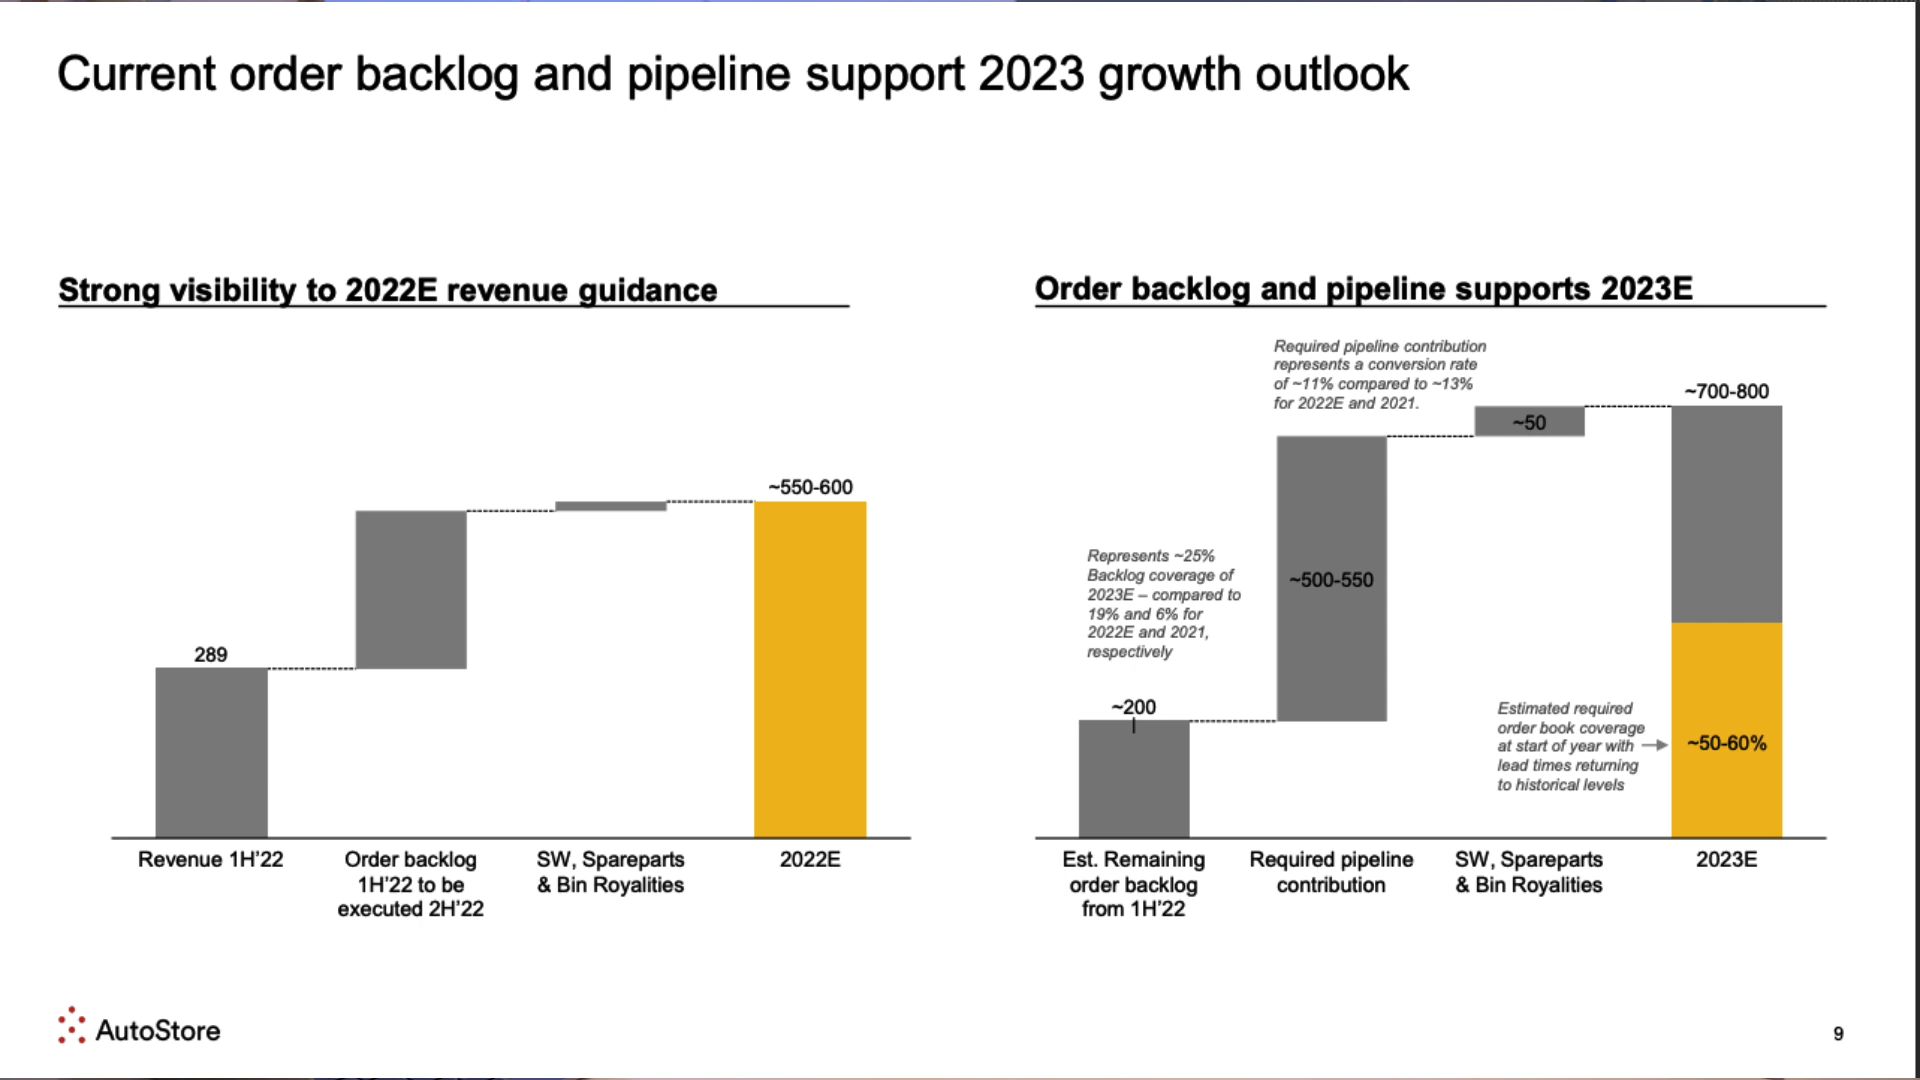 Current order backlog and pipeline support 2023 growth outlook
Strong visibility to 2022E revenue guidance
289
~550-600
Revenue 1H'22
Order backlog
1H'22 to be
executed 2H'22
SW, Spareparts
& Bin Royalities
2022E
Order backlog and pipeline supports 2023E
Required pipeline contribution
represents a conversion rate
of ~11% compared to ~13%
for 2022E and 2021.
~700-800
~50
Represents ~25%
Backlog coverage of
2023E – compared to
19% and 6% for
2022E and 2021,
respectively
~500-550
~200
Estimated required
order book coverage
at start of year with
lead times returning
to historical levels
~50-60%
Est. Remaining
order backlog
from 1H'22
Required pipeline
contribution
SW, Spareparts
& Bin Royalities
2023E
AutoStore
9